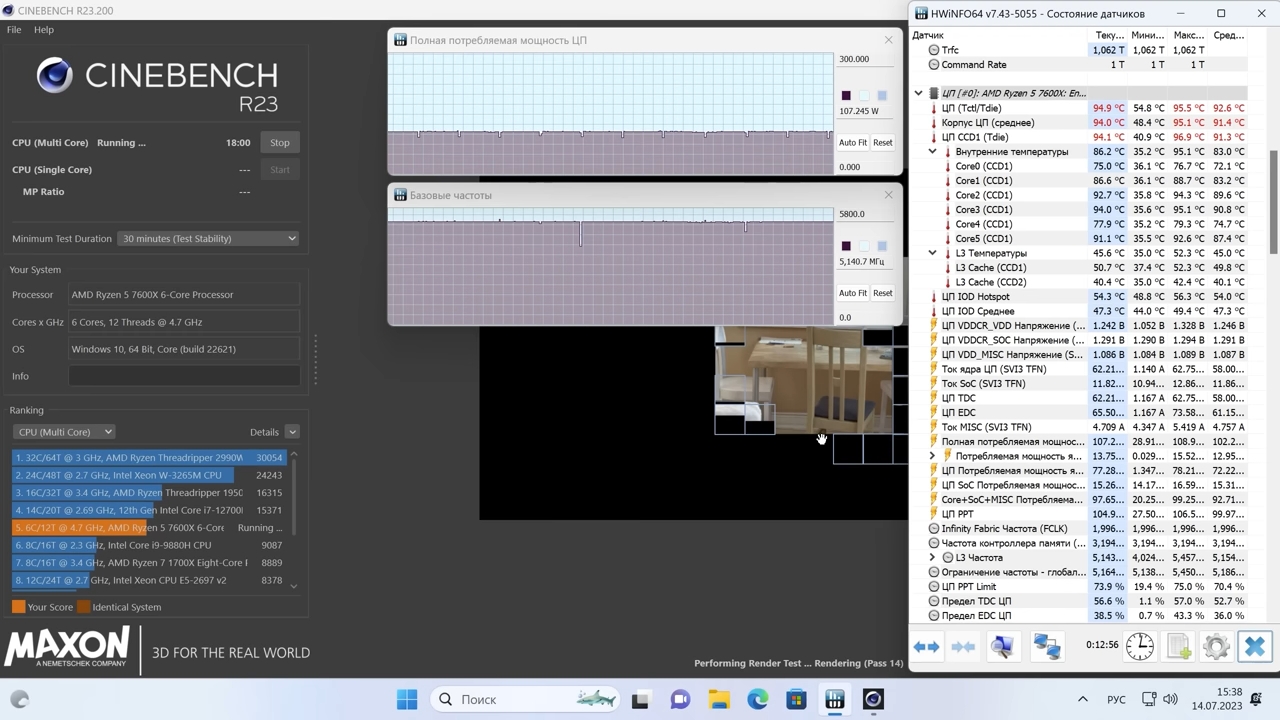 CINEBENCH R23.200
File Help
CINEBENCH
R23
CPU (Multi Core) Running ... 18:00 Stop
CPU (Single Core) --- Start
MP Ratio ---
Minimum Test Duration 30 minutes (Test Stability)
Your System
Processor AMD Ryzen 5 7600X 6-Core Processor
Cores x GHz 6 Cores, 12 Threads @ 4.7 GHz
OS Windows 10, 64 Bit, Core (build 22621)
Info
Ranking
CPU (Multi Core) Details
1. 32C/64T @ 3 GHz, AMD Ryzen Threadripper 2990W 30054
2. 24C/48T @ 2.7 GHz, Intel Xeon W-3265M CPU 24243
3. 16C/32T @ 3.4 GHz, AMD Ryzen Threadripper 1950 16315
4. 14C/20T @ 2.69 GHz, 12th Gen Intel Core i7-12700 15371
5. 6C/12T @ 4.7 GHz, AMD Ryzen 5 7600X 6-Core Running ...
6. 8C/16T @ 2.3 GHz, Intel Core i9-9880H CPU 9087
7. 8C/16T @ 3.4 GHz, AMD Ryzen 7 1700X Eight-Core 8889
8. 12C/24T @ 2.7 GHz, Intel Xeon CPU E5-2697 v2 8378
Your Score Identical System
MAXON
A NEMETSCHEK COMPANY
3D FOR THE REAL WORLD
Performing Render Test ... Rendering (Pass 14)
Полная потребляемая мощность ЦП
300.000
107.245 W
Auto Fit Reset
0.000
Базовые частоты
5800.0
5,140.7 МГц
Auto Fit Reset
0.0
HWiNFO64 v7.43-5055 - Состояние датчиков
Датчик Теку... Мини... Макс... Сред...
Trfc 1,062 T 1,062 T 1,062 T
Command Rate 1 T 1 T 1 T
ЦП [#0]: AMD Ryzen 5 7600X: En...
ЦП (Tctl/Tdie) 94.9 °C 54.8 °C 95.5 °C 92.6 °C
Корпус ЦП (среднее) 94.0 °C 48.4 °C 95.1 °C 91.4 °C
ЦП CCD1 (Tdie) 94.1 °C 40.9 °C 96.9 °C 91.3 °C
Внутренние температуры 86.2 °C 35.2 °C 95.1 °C 83.0 °C
Core0 (CCD1) 75.0 °C 36.1 °C 76.7 °C 72.1 °C
Core1 (CCD1) 86.6 °C 36.1 °C 88.7 °C 83.2 °C
Core2 (CCD1) 92.7 °C 35.8 °C 94.3 °C 89.6 °C
Core3 (CCD1) 94.0 °C 35.6 °C 95.1 °C 90.8 °C
Core4 (CCD1) 77.9 °C 35.2 °C 79.3 °C 74.7 °C
Core5 (CCD1) 91.1 °C 35.5 °C 92.6 °C 87.4 °C
L3 Температуры 45.6 °C 35.0 °C 52.3 °C 45.0 °C
L3 Cache (CCD1) 50.7 °C 37.4 °C 52.3 °C 49.8 °C
L3 Cache (CCD2) 40.4 °C 35.0 °C 42.4 °C 40.1 °C
ЦП IOD Hotspot 54.3 °C 48.8 °C 56.3 °C 54.0 °C
ЦП IOD Среднее 47.3 °C 44.0 °C 49.4 °C 47.3 °C
ЦП VDDCR_VDD Напряжение (... 1.242 В 1.052 В 1.328 В 1.246 В
ЦП VDDCR_SOC Напряжение (... 1.291 В 1.290 В 1.294 В 1.291 В
ЦП VDD_MISC Напряжение (S... 1.086 В 1.084 В 1.089 В 1.087 В
Ток ядра ЦП (SVI3 TFN) 62.21... 1.140 A 62.75... 58.00...
Ток SoC (SVI3 TFN) 11.82... 10.94... 12.86... 11.86...
ЦП TDC 62.21... 1.167 A 62.75... 58.00...
ЦП EDC 65.50... 1.167 A 73.58... 61.15...
Ток MISC (SVI3 TFN) 4.709 A 4.347 A 5.419 A 4.757 A
Полная потребляемая мощнос... 107.2... 28.91... 108.9... 102.2...
Потребляемая мощность я... 13.75... 0.029... 15.52... 12.95...
ЦП Потребляемая мощность я... 77.28... 1.347... 78.21... 72.22...
ЦП SoC Потребляемая мощнос... 15.26... 14.17... 16.59... 15.31...
Core+SoC+MISC Потребляема... 97.65... 20.25... 99.25... 92.71...
ЦП PPT 104.9... 27.50... 106.5... 99.97...
Infinity Fabric Частота (FCLK) 1,996... 1,996... 1,996... 1,996...
Частота контроллера памяти (... 3,194... 3,194... 3,194... 3,194...
L3 Частота 5,143... 4,024... 5,457... 5,154...
Ограничение частоты - глобал... 5,164... 5,138... 5,450... 5,186...
ЦП PPT Limit 73.9 % 19.4 % 75.0 % 70.4 %
Предел TDC ЦП 56.6 % 1.1 % 57.0 % 52.7 %
Предел EDC ЦП 38.5 % 0.7 % 43.3 % 36.0 %
0:12:56
Поиск
РУС
15:38
14.07.2023